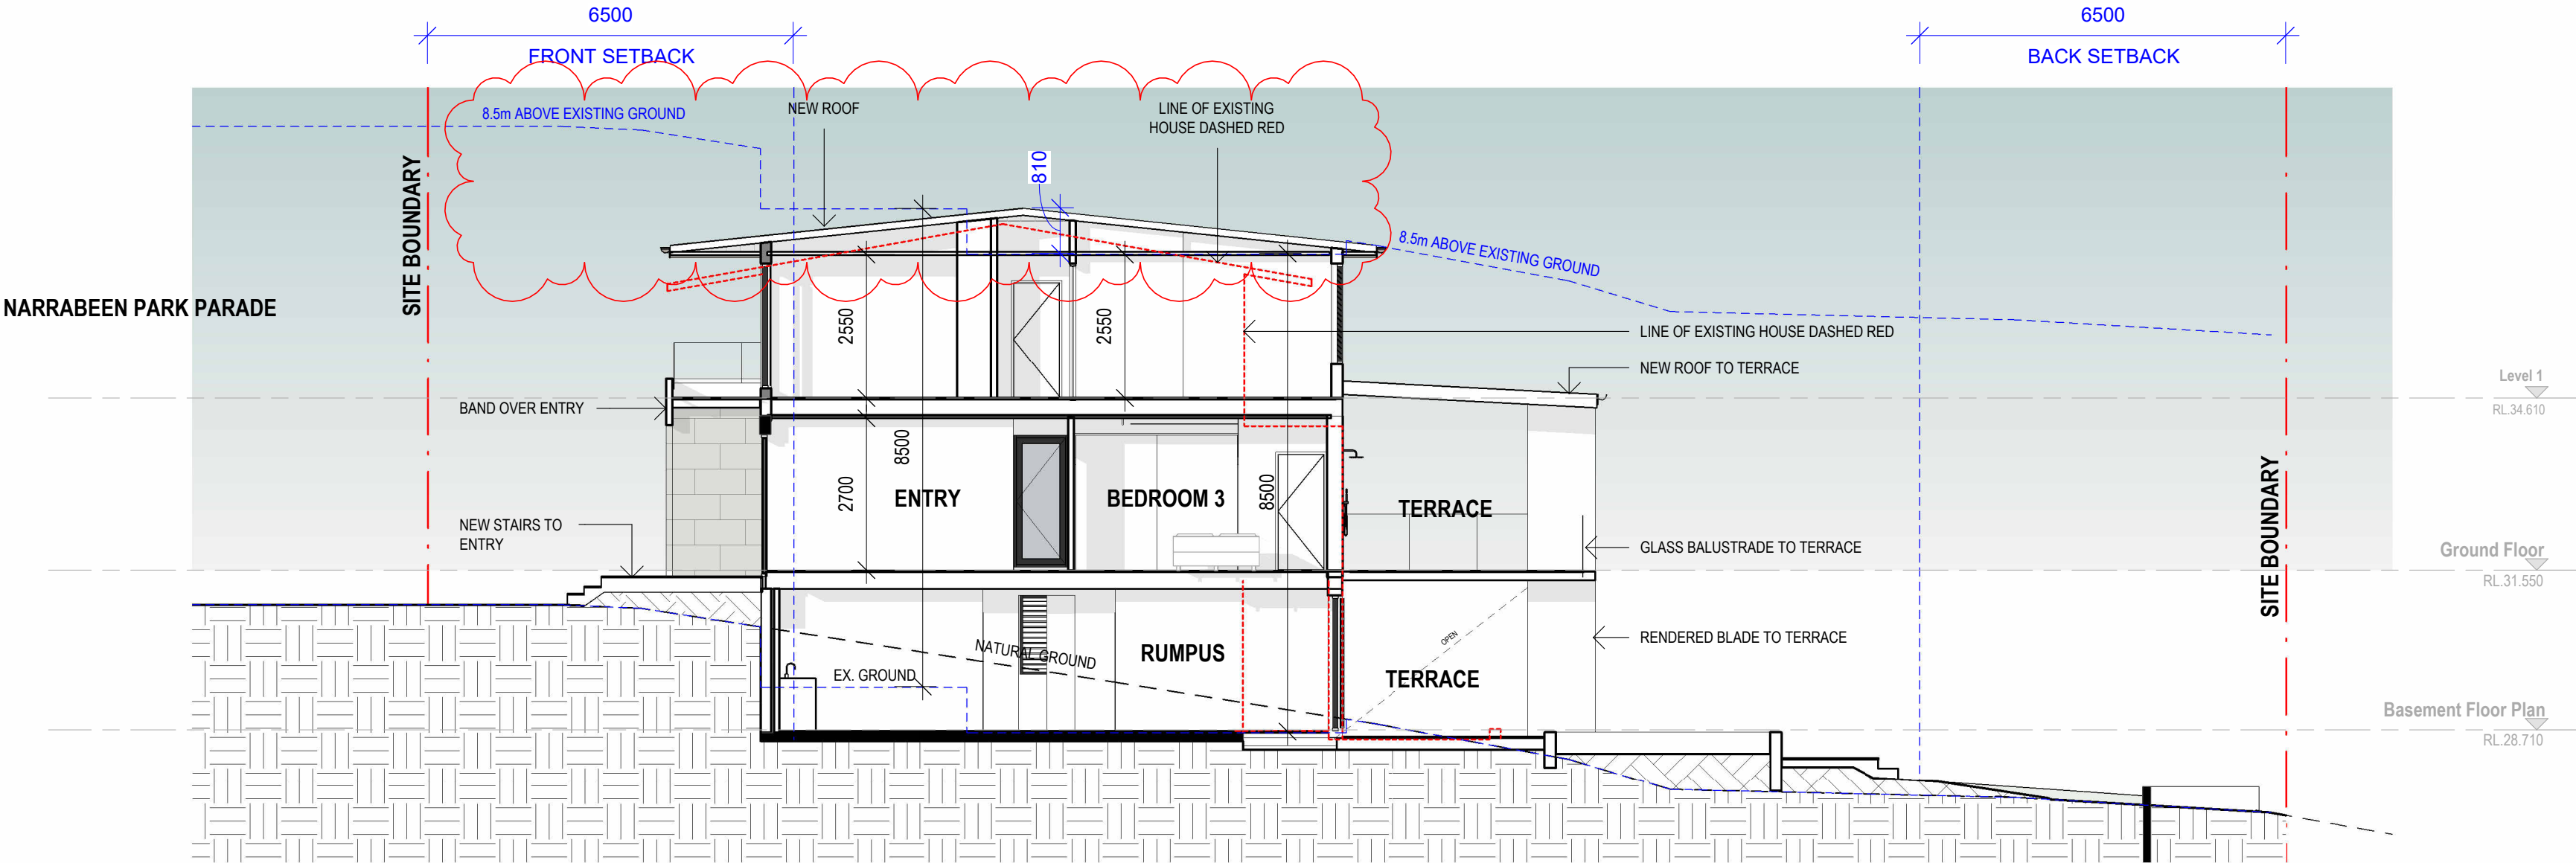 6500
6500
FRONT SETBACK
BACK SETBACK
8.5m ABOVE EXISTING GROUND
NEW ROOF
LINE OF EXISTING
HOUSE DASHED RED
810
SITE BOUNDARY
8.5m ABOVE EXISTING GROUND
NARRABEEN PARK PARADE
2550
2550
LINE OF EXISTING HOUSE DASHED RED
NEW ROOF TO TERRACE
Level 1
RL.34.610
BAND OVER ENTRY
8500
2700
ENTRY
BEDROOM 3
8500
TERRACE
SITE BOUNDARY
NEW STAIRS TO
ENTRY
GLASS BALUSTRADE TO TERRACE
Ground Floor
RL.31.550
OPEN
RENDERED BLADE TO TERRACE
NATURAL GROUND
RUMPUS
EX. GROUND
TERRACE
Basement Floor Plan
RL.28.710